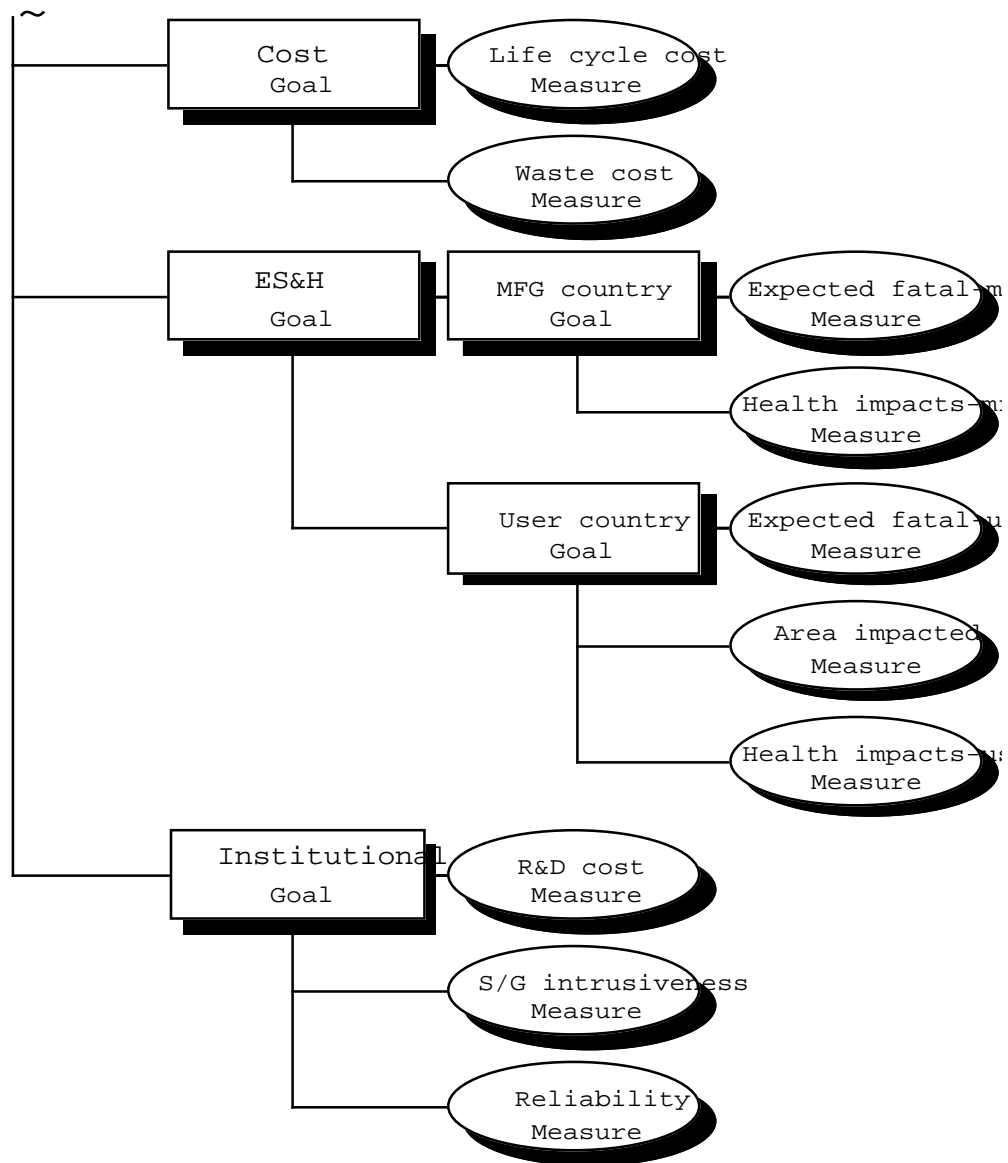 ~
Cost
Goal
Life cycle cost
Measure
Waste cost
Measure
ES&H
Goal
MFG country
Goal
Expected fatal-m
Measure
Health impacts-m
Measure
User country
Goal
Expected fatal-u
Measure
Area impacted
Measure
Health impacts-us
Measure
Institutional
Goal
R&D cost
Measure
S/G intrusiveness
Measure
Reliability
Measure